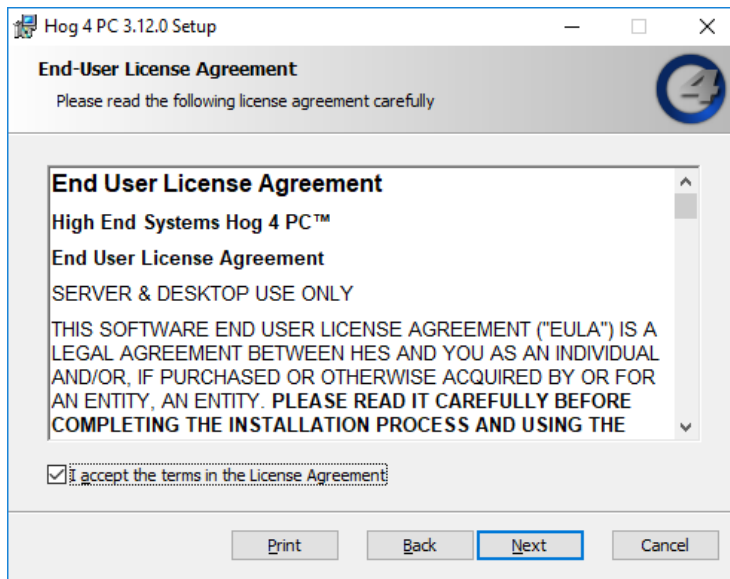 Hog 4 PC 3.12.0 Setup
End-User License Agreement
Please read the following license agreement carefully
4
End User License Agreement
High End Systems Hog 4 PC™
End User License Agreement
SERVER & DESKTOP USE ONLY
THIS SOFTWARE END USER LICENSE AGREEMENT ("EULA") IS A
LEGAL AGREEMENT BETWEEN HES AND YOU AS AN INDIVIDUAL
AND/OR, IF PURCHASED OR OTHERWISE ACQUIRED BY OR FOR
AN ENTITY, AN ENTITY. PLEASE READ IT CAREFULLY BEFORE
COMPLETING THE INSTALLATION PROCESS AND USING THE
I accept the terms in the License Agreement
Print Back Next Cancel